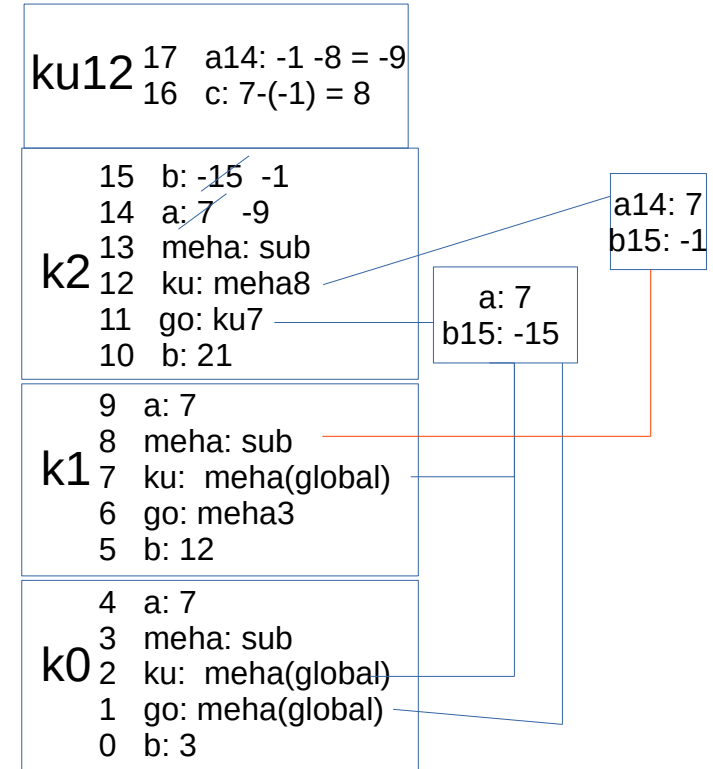 ku12
17 a14: -1 -8 = -9
16 c: 7-(-1) = 8
k2
15 b: -15 -1
14 a: 7 -9
13 meha: sub
12 ku: meha8
11 go: ku7
10 b: 21
a14: 7
b15: -1
a: 7
b15: -15
k1
9 a: 7
8 meha: sub
7 ku: meha(global)
6 go: meha3
5 b: 12
k0
4 a: 7
3 meha: sub
2 ku: meha(global)
1 go: meha(global)
0 b: 3